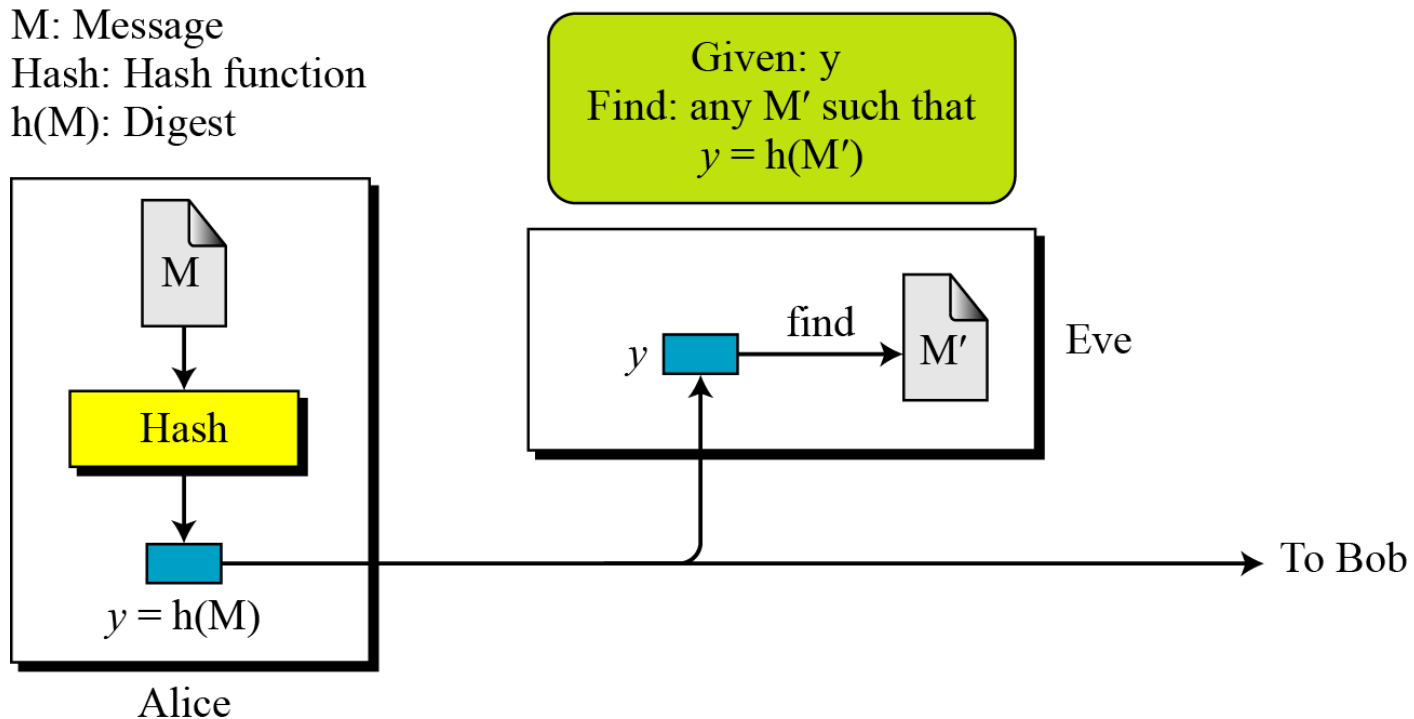 M: Message
Hash: Hash function
h(M): Digest
Given: y
Find: any M′ such that
y = h(M′)
M
Hash
y = h(M)
Alice
y
find
M′
Eve
To Bob